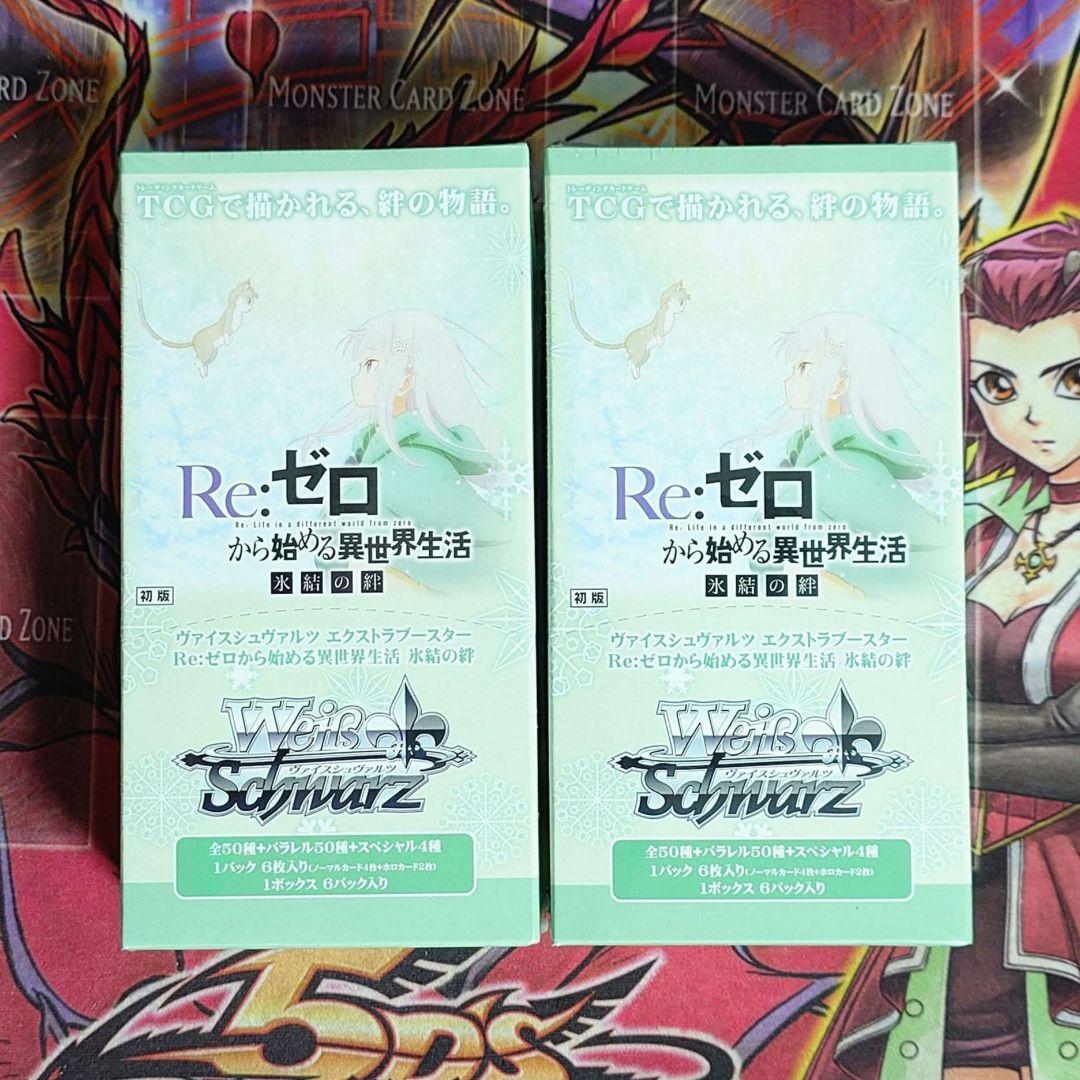 RD ZONE
MONSTER CARD ZONE
MONSTER CARD ZONE
D ZONE
トレーディングカードゲーム
TCGで描かれる、絆の物語。
Re:ゼロ
Re: Life in a different world from zero
から始める異世界生活
氷結の絆
初版
ヴァイスシュヴァルツ エクストラブースター
Re:ゼロから始める異世界生活 氷結の絆
Weiß
ヴァイスシュヴァルツ
Schwarz
全50種+パラレル50種+スペシャル4種
1パック 6枚入り(ノーマルカード4枚+ホロカード2枚)
1ボックス 6パック入り
トレーディングカードゲーム
TCGで描かれる、絆の物語。
Re:ゼロ
Re: Life in a different world from zero
から始める異世界生活
氷結の絆
初版
ヴァイスシュヴァルツ エクストラブースター
Re:ゼロから始める異世界生活 氷結の絆
Weiß
ヴァイスシュヴァルツ
Schwarz
全50種+パラレル50種+スペシャル4種
1パック 6枚入り(ノーマルカード4枚+ホロカード2枚)
1ボックス 6パック入り
5D's